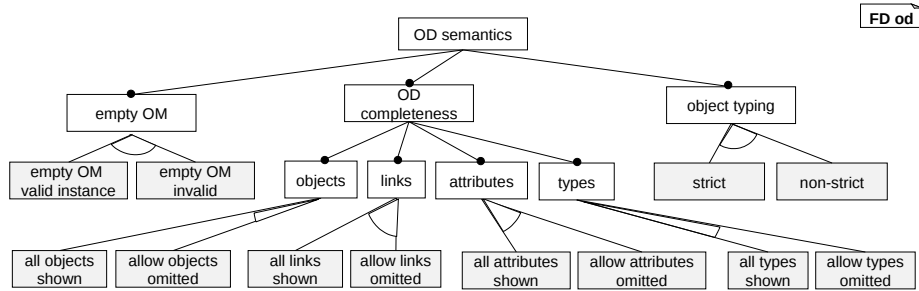 FD od
OD semantics
empty OM
OD
completeness
object typing
empty OM
valid instance
empty OM
invalid
objects
links
attributes
types
strict
non-strict
all objects
shown
allow objects
omitted
all links
shown
allow links
omitted
all attributes
shown
allow attributes
omitted
all types
shown
allow types
omitted